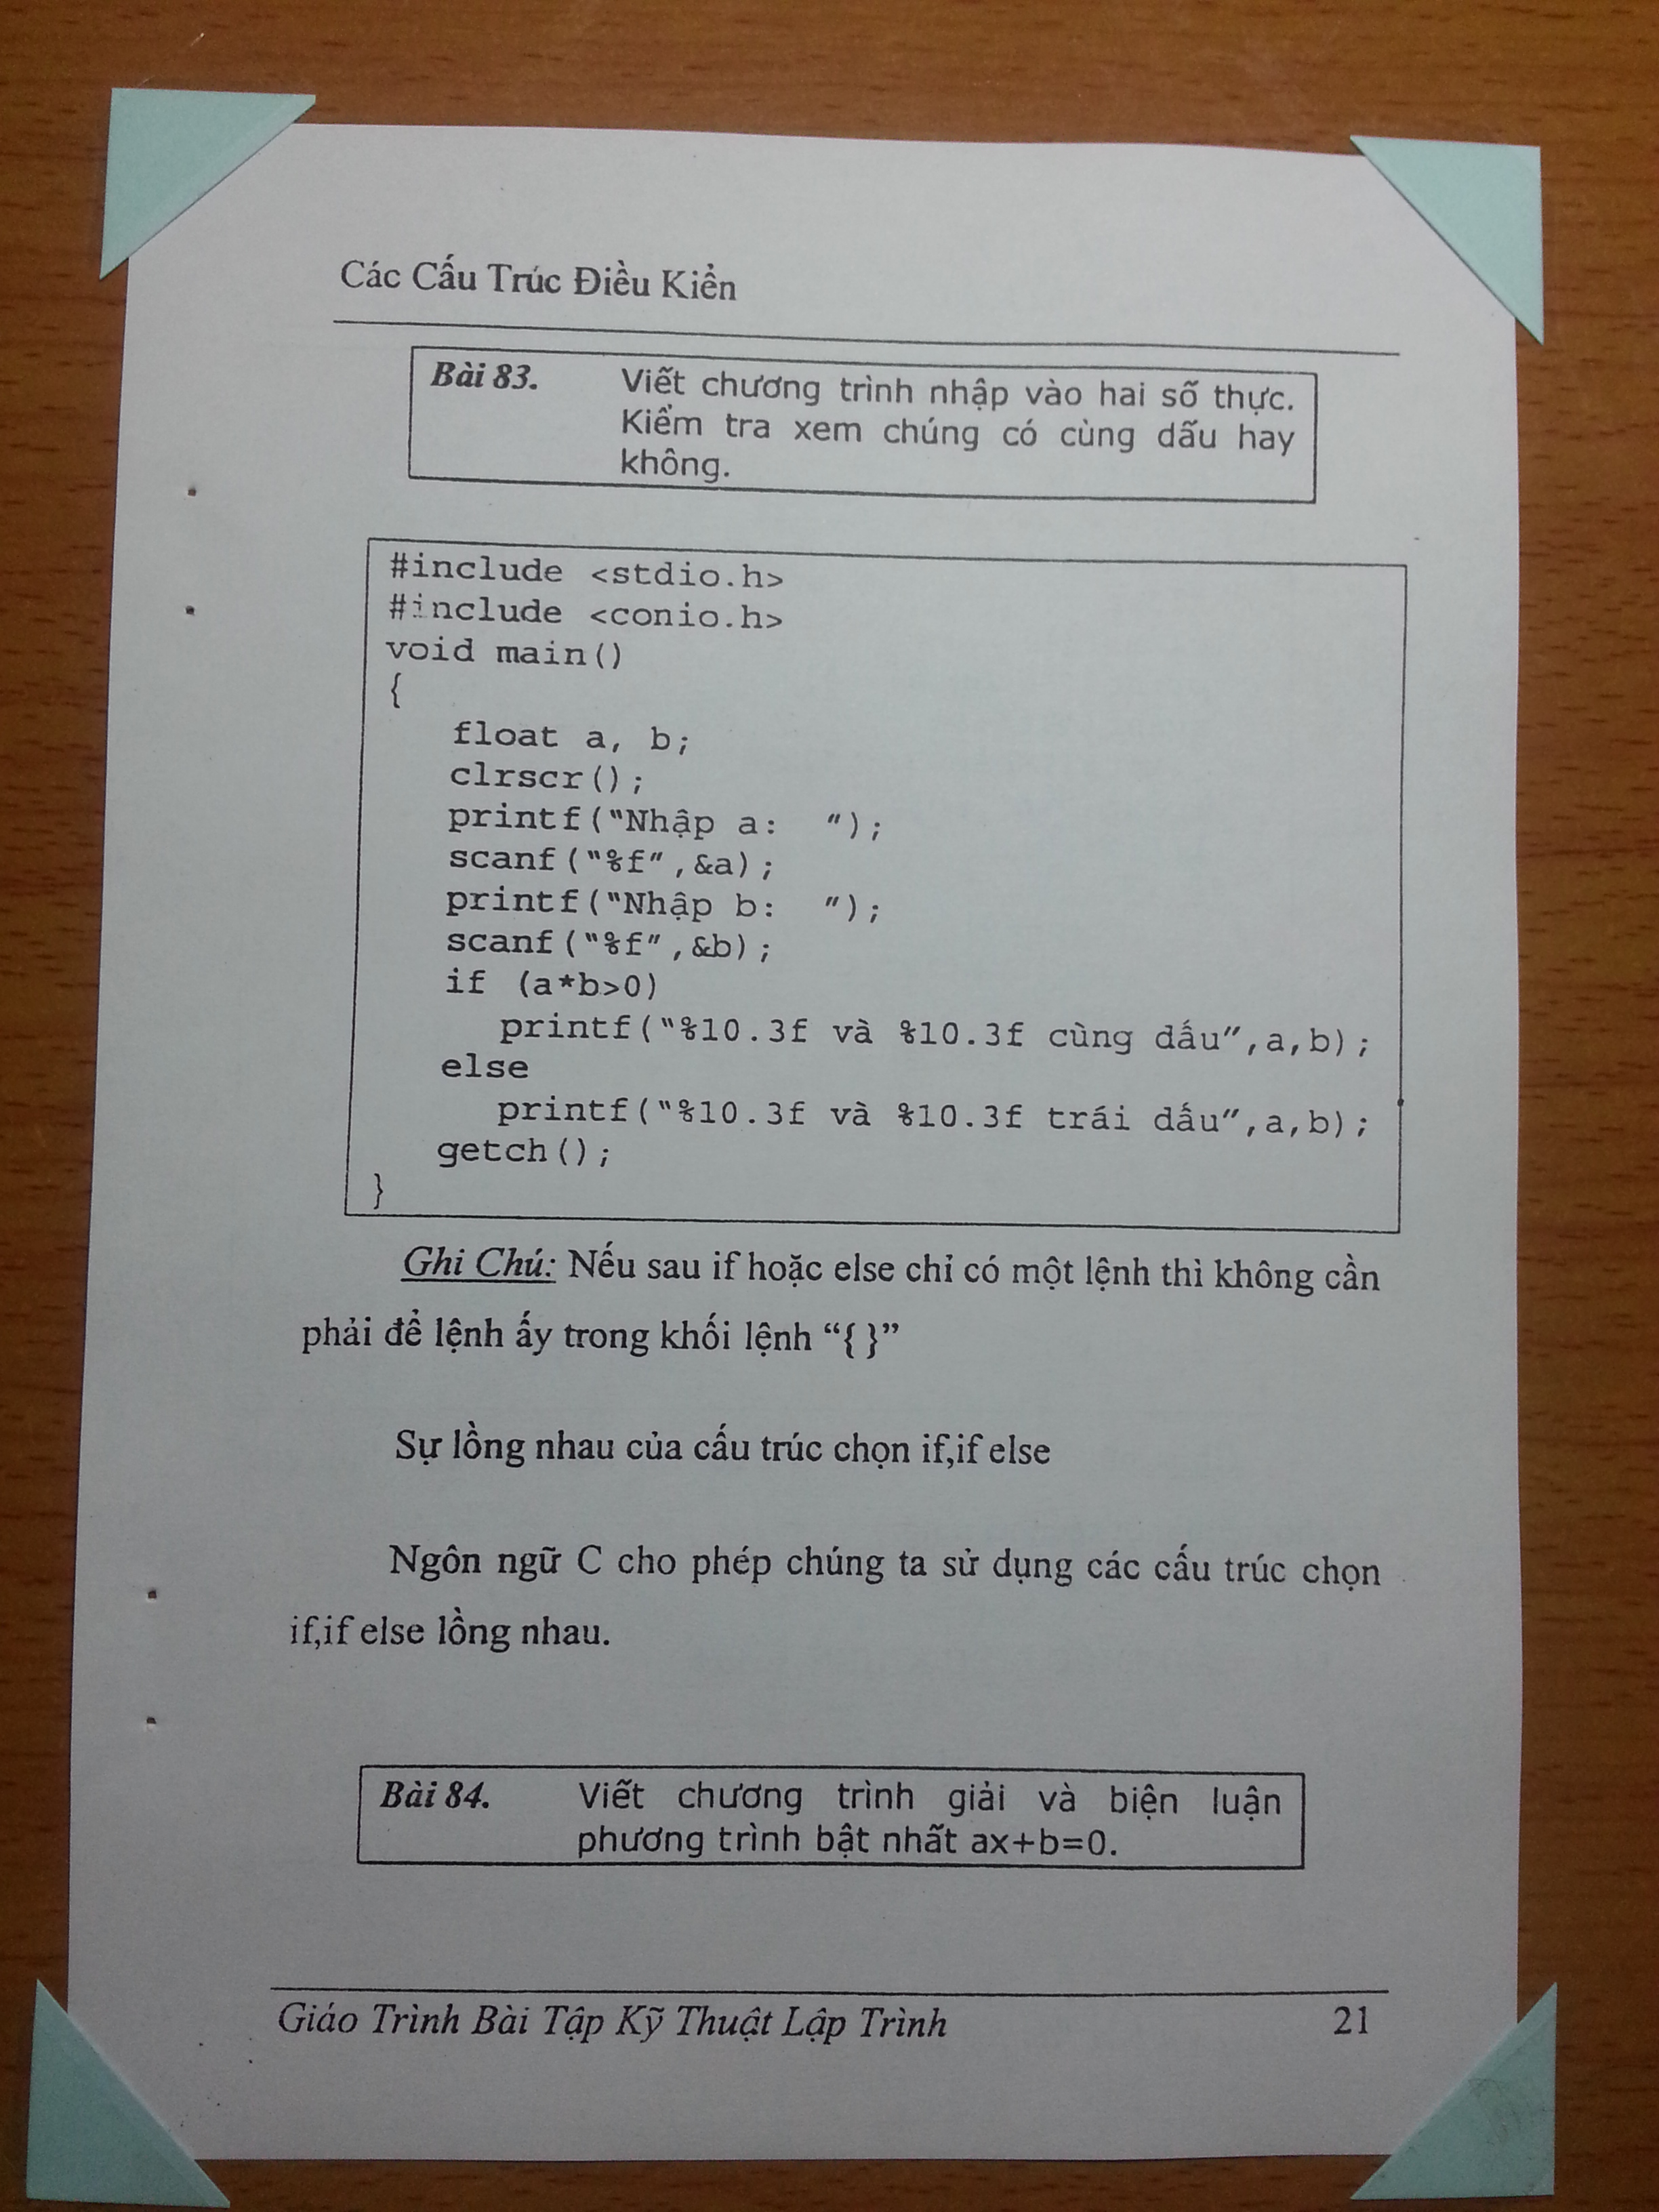 Các Cấu Trúc Điều Kiển
Bài 83. Viết chương trình nhập vào hai số thực.
Kiểm tra xem chúng có cùng dấu hay
không.
#include <stdio.h>
#include <conio.h>
void main()
{
float a, b;
clrscr();
printf("Nhập a:  ");
scanf("%f",&a);
printf("Nhập b:  ");
scanf("%f",&b);
if (a*b>0)
printf("%10.3f và %10.3f cùng dấu",a,b);
else
printf("%10.3f và %10.3f trái dấu",a,b);
getch();
}
Ghi Chú: Nếu sau if hoặc else chỉ có một lệnh thì không cần
phải để lệnh ấy trong khối lệnh “{ }”
Sự lồng nhau của cấu trúc chọn if,if else
Ngôn ngữ C cho phép chúng ta sử dụng các cấu trúc chọn
if,if else lồng nhau.
Bài 84. Viết chương trình giải và biện luận
phương trình bật nhất ax+b=0.
Giáo Trình Bài Tập Kỹ Thuật Lập Trình 21